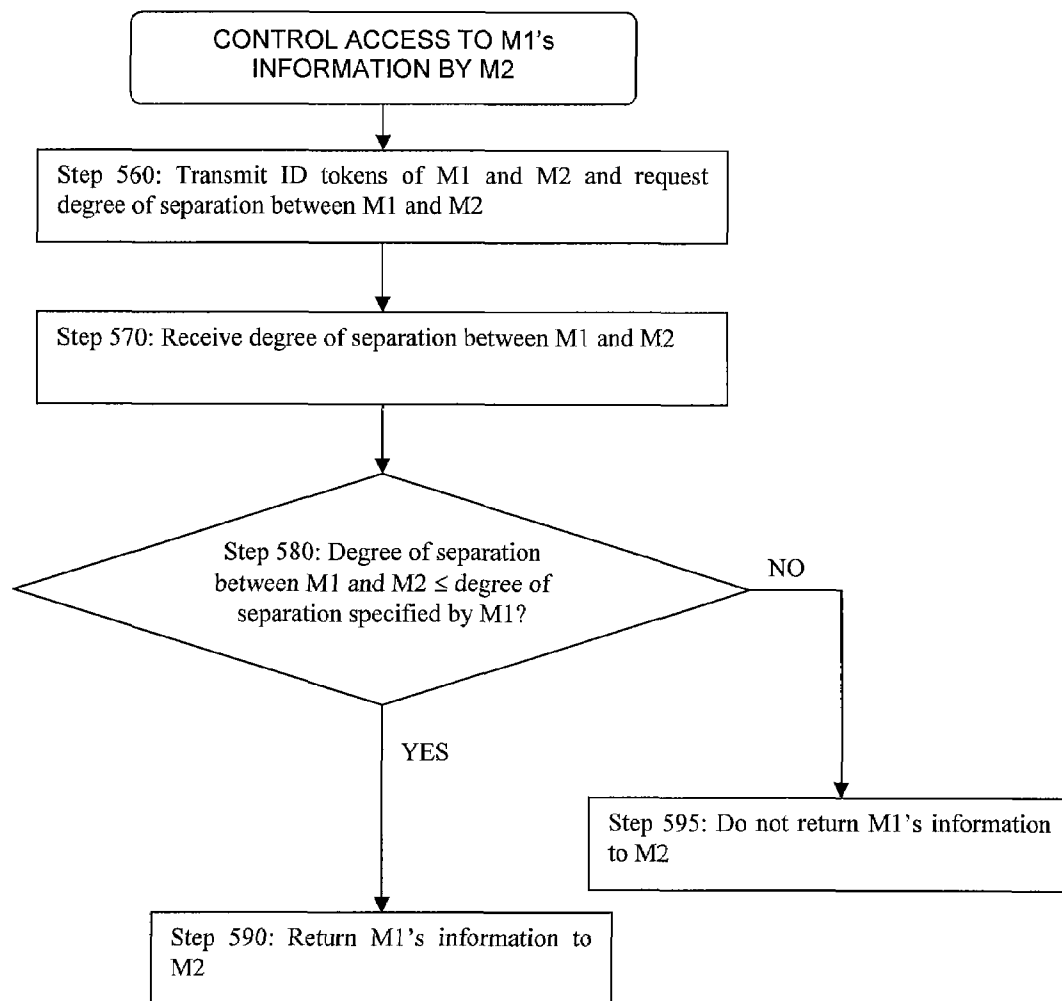 CONTROL ACCESS TO M1's
INFORMATION BY M2
Step 560: Transmit ID tokens of M1 and M2 and request
degree of separation between M1 and M2
Step 570: Receive degree of separation between M1 and M2
Step 580: Degree of separation
between M1 and M2 ≤ degree of
separation specified by M1?
NO
YES
Step 595: Do not return M1's information
to M2
Step 590: Return M1's information to
M2